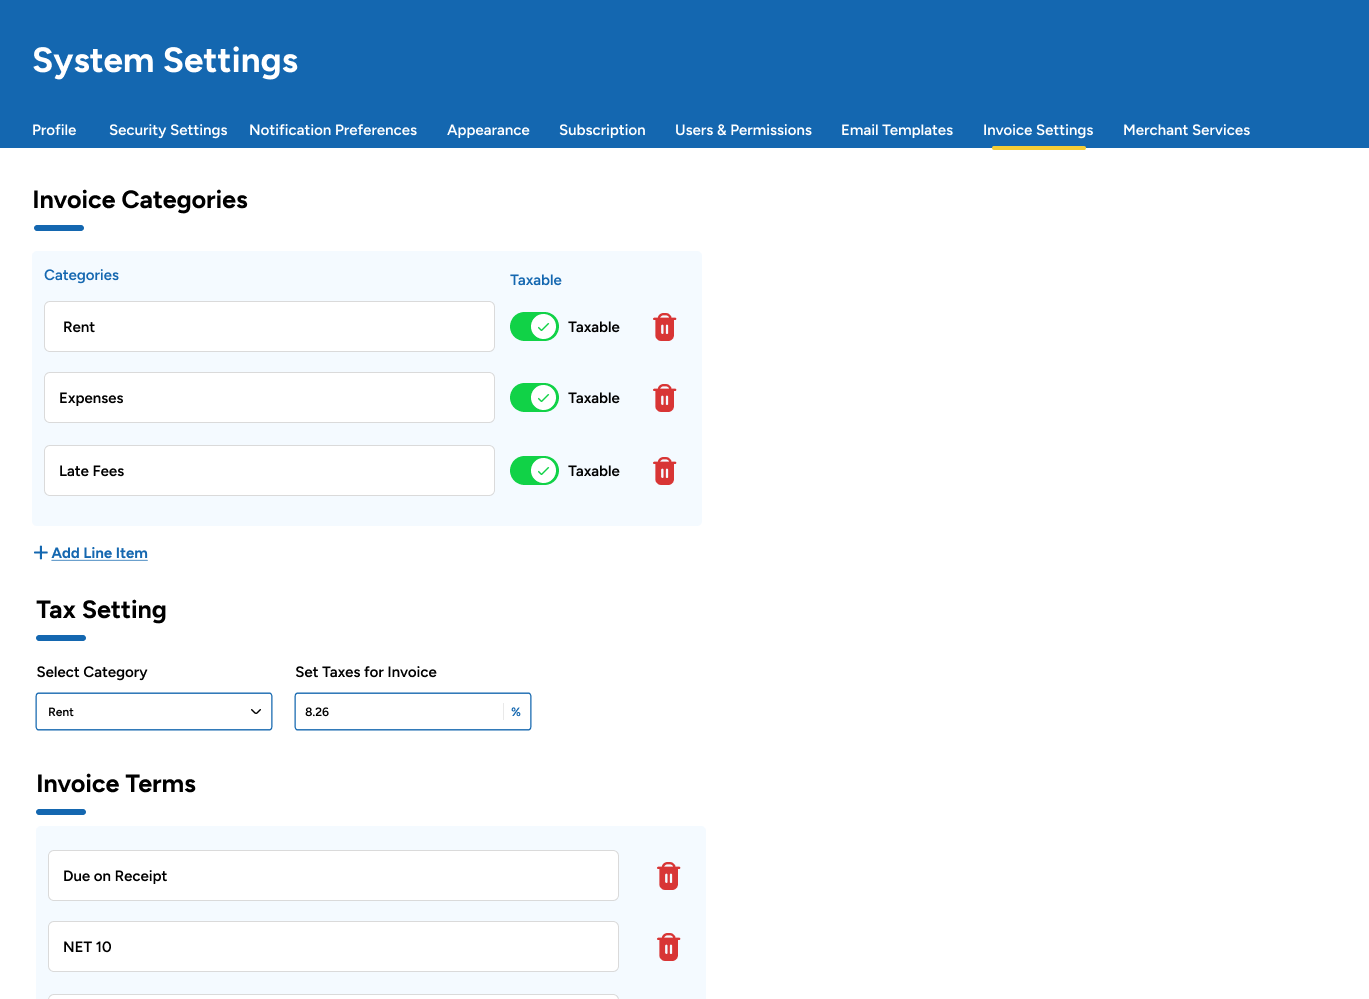 System Settings
Profile Security Settings Notification Preferences Appearance Subscription Users & Permissions Email Templates Invoice Settings Merchant Services
Invoice Categories
Categories Taxable
Rent Taxable
Expenses Taxable
Late Fees Taxable
Add Line Item
Tax Setting
Select Category Set Taxes for Invoice
Rent 8.26 %
Invoice Terms
Due on Receipt
NET 10